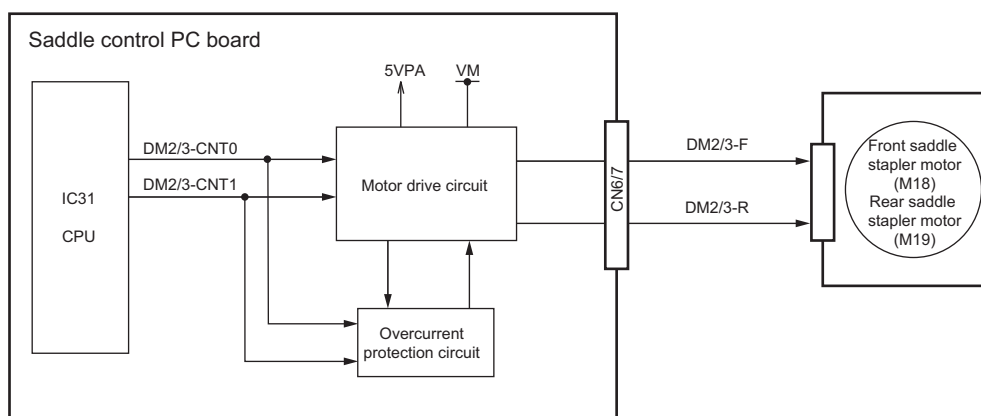 Saddle control PC board
5VPA
VM
DM2/3-CNT0
DM2/3-CNT1
IC31
CPU
Motor drive circuit
CN6/7
DM2/3-F
DM2/3-R
Front saddle
stapler motor
(M18)
Rear saddle
stapler motor
(M19)
Overcurrent
protection circuit